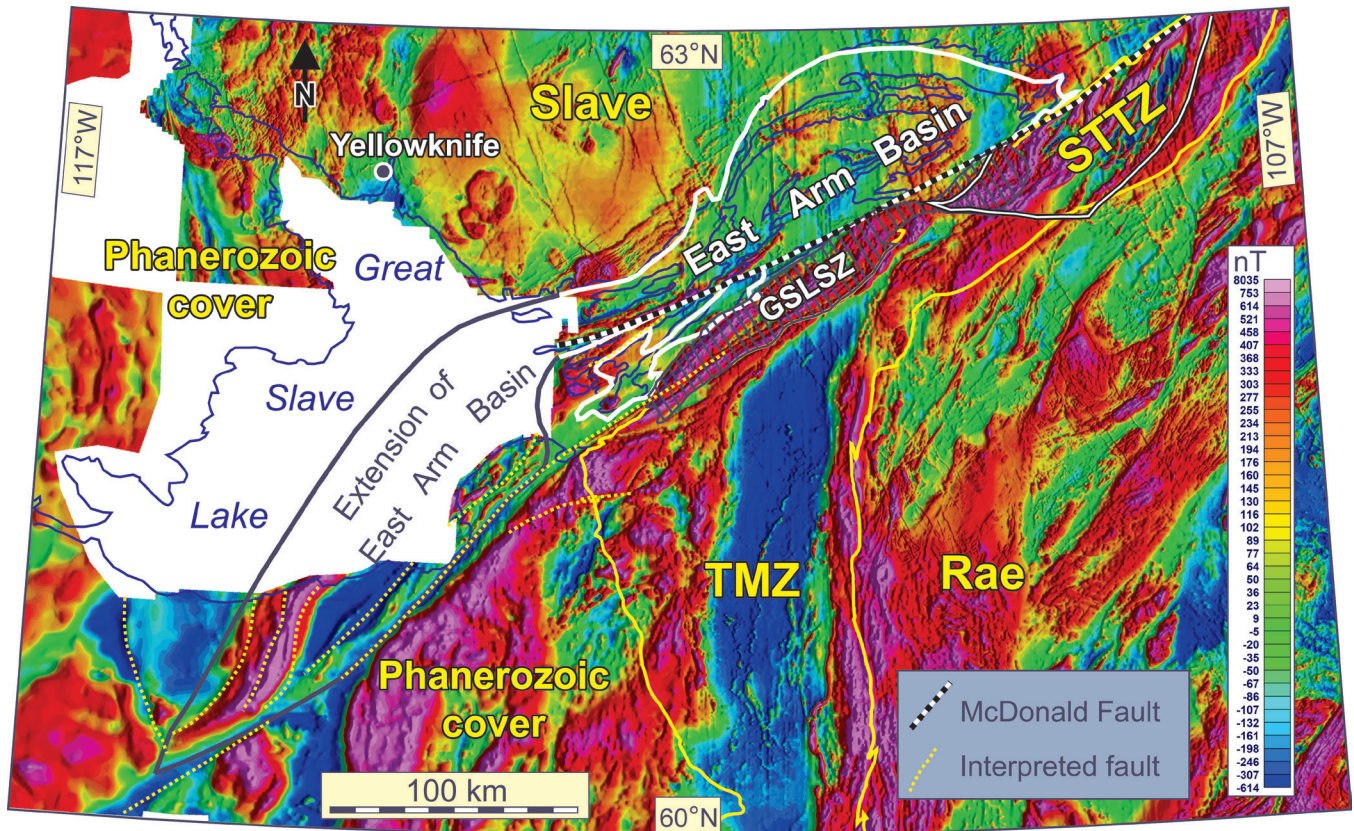 63°N
117°W
107°W
N
Slave
Yellowknife
STTZ
East Arm Basin
Phanerozoic
cover
Great
Slave
Lake
GSLSZ
Extension of
East Arm Basin
TMZ
Rae
Phanerozoic
cover
nT
8035
753
621
458
407
368
333
303
277
255
234
213
194
176
160
145
130
116
102
89
77
64
50
36
23
9
-5
-20
-35
-50
-67
-86
-107
-132
-161
-198
-246
-307
-614
McDonald Fault
Interpreted fault
100 km
60°N